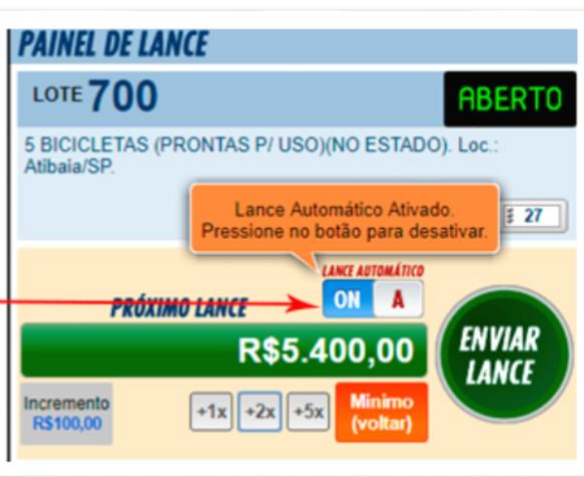 PAINEL DE LANCE
LOTE 700
ABERTO
5 BICICLETAS (PRONTAS P/ USO)(NO ESTADO). Loc.:
Atibaia/SP.
Lance Automático Ativado.
Pressione no botão para desativar.
27
LANCE AUTOMÁTICO
ON A
PRÓXIMO LANCE
R$5.400,00
ENVIAR
LANCE
Incremento
R$100,00
+1x +2x +5x
Mínimo
(voltar)